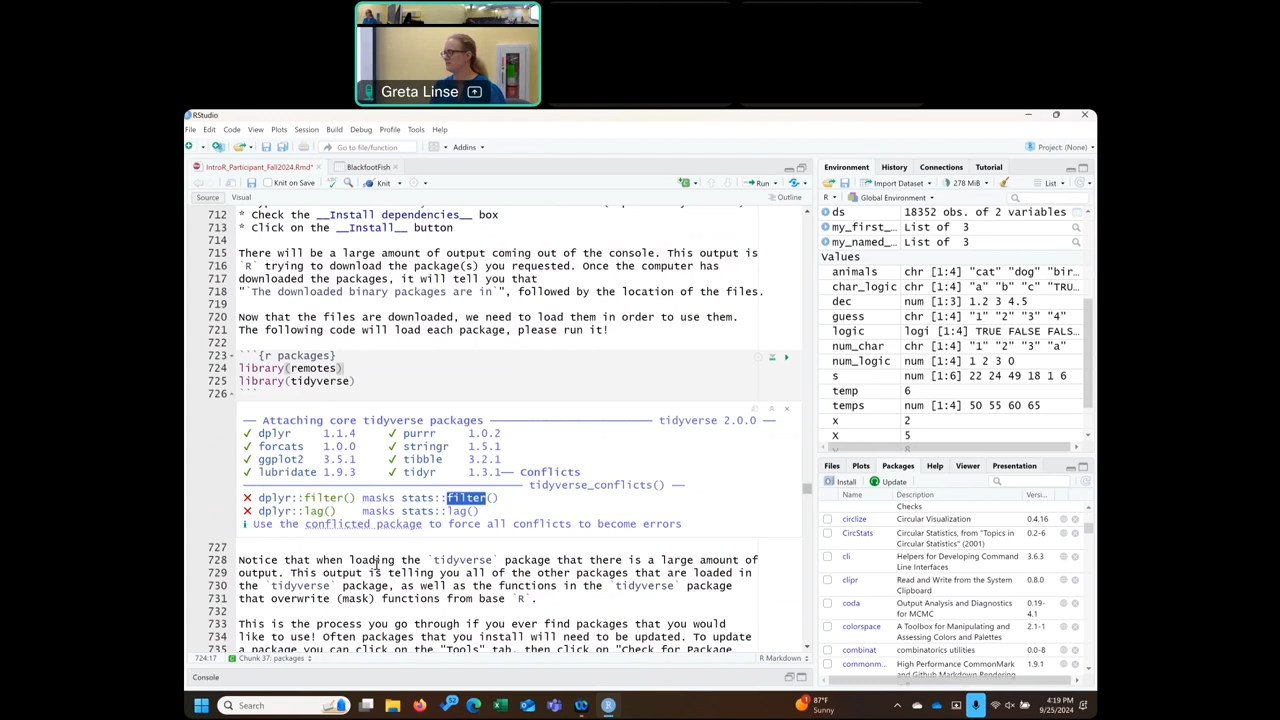 Greta Linse
RStudio
File Edit Code View Plots Session Build Debug Profile Tools Help
Go to file/function Addins Project: (None)
IntroR_Participant_Fall2024.Rmd* BlackfootFish
Knit on Save Knit Run
Source Visual Outline
712 * Check the __Install dependencies__ box
713 * Click on the __Install__ button
714
715 There will be a large amount of output coming out of the console. This output is
716 `R` trying to download the package(s) you requested. Once the computer has
717 downloaded the packages, it will tell you that
718 "`The downloaded binary packages are in`", followed by the location of the files.
719
720 Now that the files are downloaded, we need to load them in order to use them.
721 The following code will load each package, please run it!
722
723 ```{r packages}
724 library(remotes)
725 library(tidyverse)
726 ```
── Attaching core tidyverse packages ── tidyverse 2.0.0 ──
✓ dplyr 1.1.4 ✓ purrr 1.0.2
✓ forcats 1.0.0 ✓ stringr 1.5.1
✓ ggplot2 3.5.1 ✓ tibble 3.2.1
✓ lubridate 1.9.3 ✓ tidyr 1.3.1── Conflicts
── tidyverse_conflicts() ──
✕ dplyr::filter() masks stats::filter()
✕ dplyr::lag() masks stats::lag()
ℹ Use the conflicted package to force all conflicts to become errors
727
728 Notice that when loading the `tidyverse` package that there is a large amount of
729 output. This output is telling you all of the other packages that are loaded in
730 the `tidyverse` package, as well as the functions in the `tidyverse` package
731 that overwrite (mask) functions from base `R`.
732
733 This is the process you go through if you ever find packages that you would
734 like to use! Often packages that you install will need to be updated. To update
735 a package you can click on the "Tools" tab, then click on "Check for Package
724:17 Chunk 37: packages R Markdown
Console
Environment History Connections Tutorial
Import Dataset 278 MiB List
R Global Environment
ds 18352 obs. of 2 variables
my_first_... List of 3
my_named_... List of 3
Values
animals chr [1:4] "cat" "dog" "bir...
char_logic chr [1:4] "a" "b" "c" "TRU...
dec num [1:3] 1.2 3 4.5
guess chr [1:4] "1" "2" "3" "4"
logic logi [1:4] TRUE FALSE FALS...
num_char chr [1:4] "1" "2" "3" "a"
num_logic num [1:4] 1 2 3 0
s num [1:6] 22 24 49 18 1 6
temp 6
temps num [1:4] 50 55 60 65
x 2
X 5
Files Plots Packages Help Viewer Presentation
Install Update
Name Description Versi...
Checks
circlize Circular Visualization 0.4.16
CircStats Circular Statistics, from "Topics in 0.2-6
Circular Statistics" (2001)
cli Helpers for Developing Command 3.6.3
Line Interfaces
clipr Read and Write from the System 0.8.0
Clipboard
coda Output Analysis and Diagnostics 0.19-
for MCMC 4.1
colorspace A Toolbox for Manipulating and 2.1-1
Assessing Colors and Palettes
combinat combinatorics utilities
commonm... High Performance CommonMark 1.9.1
and Github Markdown Rendering
Search
87°F
Sunny
4:19 PM
9/25/2024